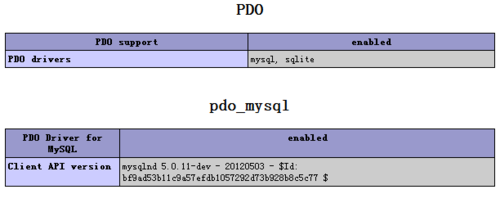 PDO
PDO support enabled
PDO drivers mysql, sqlite
pdo_mysql
PDO Driver for MySQL enabled
Client API version mysqlnd 5.0.11-dev - 20120503 - $Id:
bf9ad53b11c9a57efdb1057292d73b928b8c5c77 $